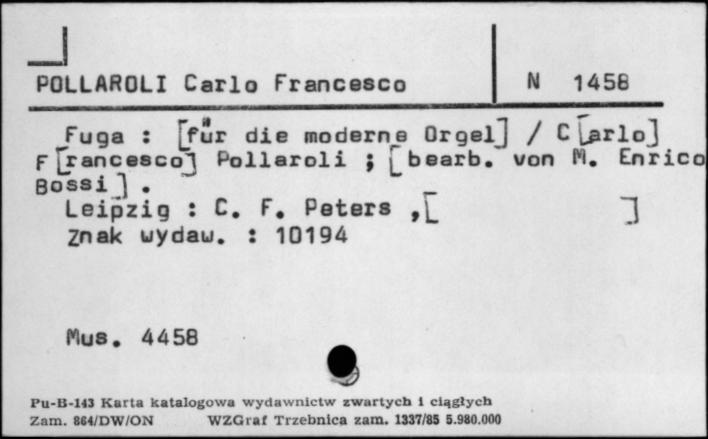 POLLAROLI Carlo Francesco N 1458
Fuga : [für die moderne Orgel] / C[arlo]
F[rancesco] Pollaroli ; [bearb. von M. Enrico
Bossi] .
Leipzig : C. F. Peters ,[ ]
Znak wydaw. : 10194
Mus. 4458
Pu-B-143 Karta katalogowa wydawnictw zwartych i ciągłych
Zam. 864/DW/ON WZGraf Trzebnica zam. 1337/85 5.980.000